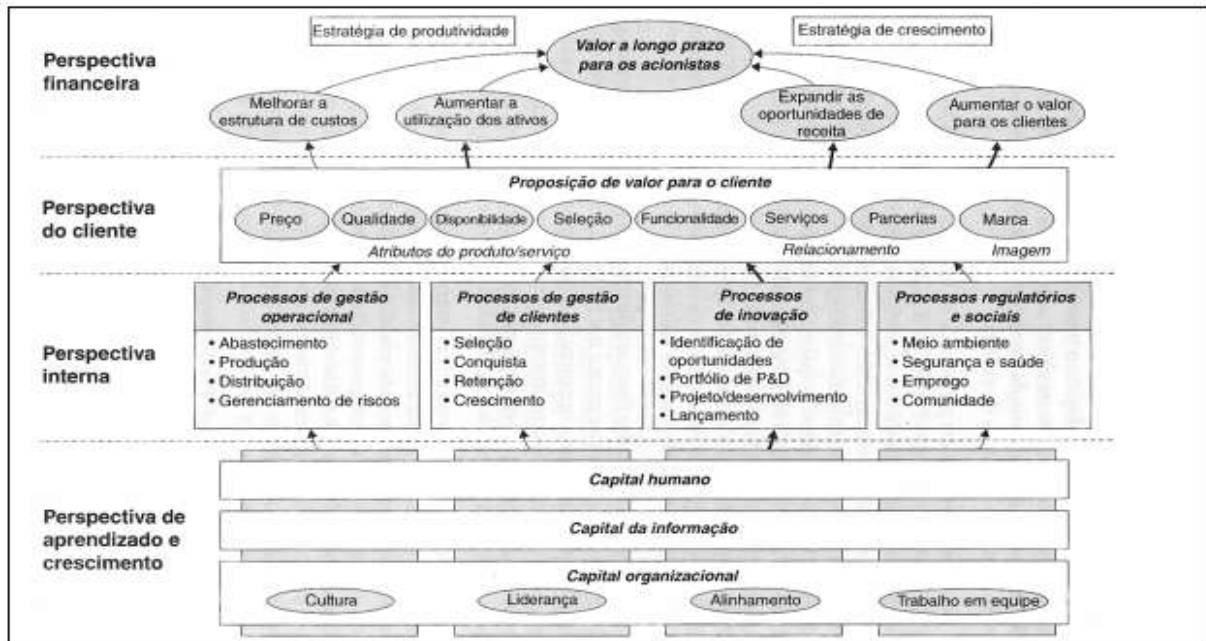 Estratégia de produtividade
Valor a longo prazo
para os acionistas
Estratégia de crescimento
Perspectiva
financeira
Melhorar a
estrutura de custos
Aumentar a
utilização dos ativos
Expandir as
oportunidades de
receita
Aumentar o valor
para os clientes
Perspectiva
do cliente
Proposição de valor para o cliente
Preço
Qualidade
Disponibilidade
Seleção
Funcionalidade
Serviços
Parcerias
Marca
Atributos do produto/serviço
Relacionamento
Imagem
Perspectiva
interna
Processos de gestão
operacional
• Abastecimento
• Produção
• Distribuição
• Gerenciamento de riscos
Processos de gestão
de clientes
• Seleção
• Conquista
• Retenção
• Crescimento
Processos
de inovação
• Identificação de
oportunidades
• Portfólio de P&D
• Projeto/desenvolvimento
• Lançamento
Processos regulatórios
e sociais
• Meio ambiente
• Segurança e saúde
• Emprego
• Comunidade
Perspectiva de
aprendizado e
crescimento
Capital humano
Capital da informação
Capital organizacional
Cultura
Liderança
Alinhamento
Trabalho em equipe